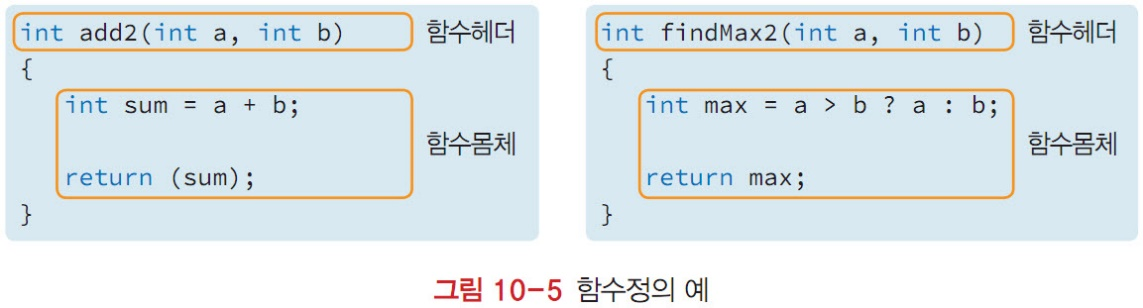 int add2(int a, int b) 함수헤더
{
int sum = a + b;
함수몸체
return (sum);
}
int findMax2(int a, int b) 함수헤더
{
int max = a > b ? a : b;
함수몸체
return max;
}
그림 10-5 함수정의 예